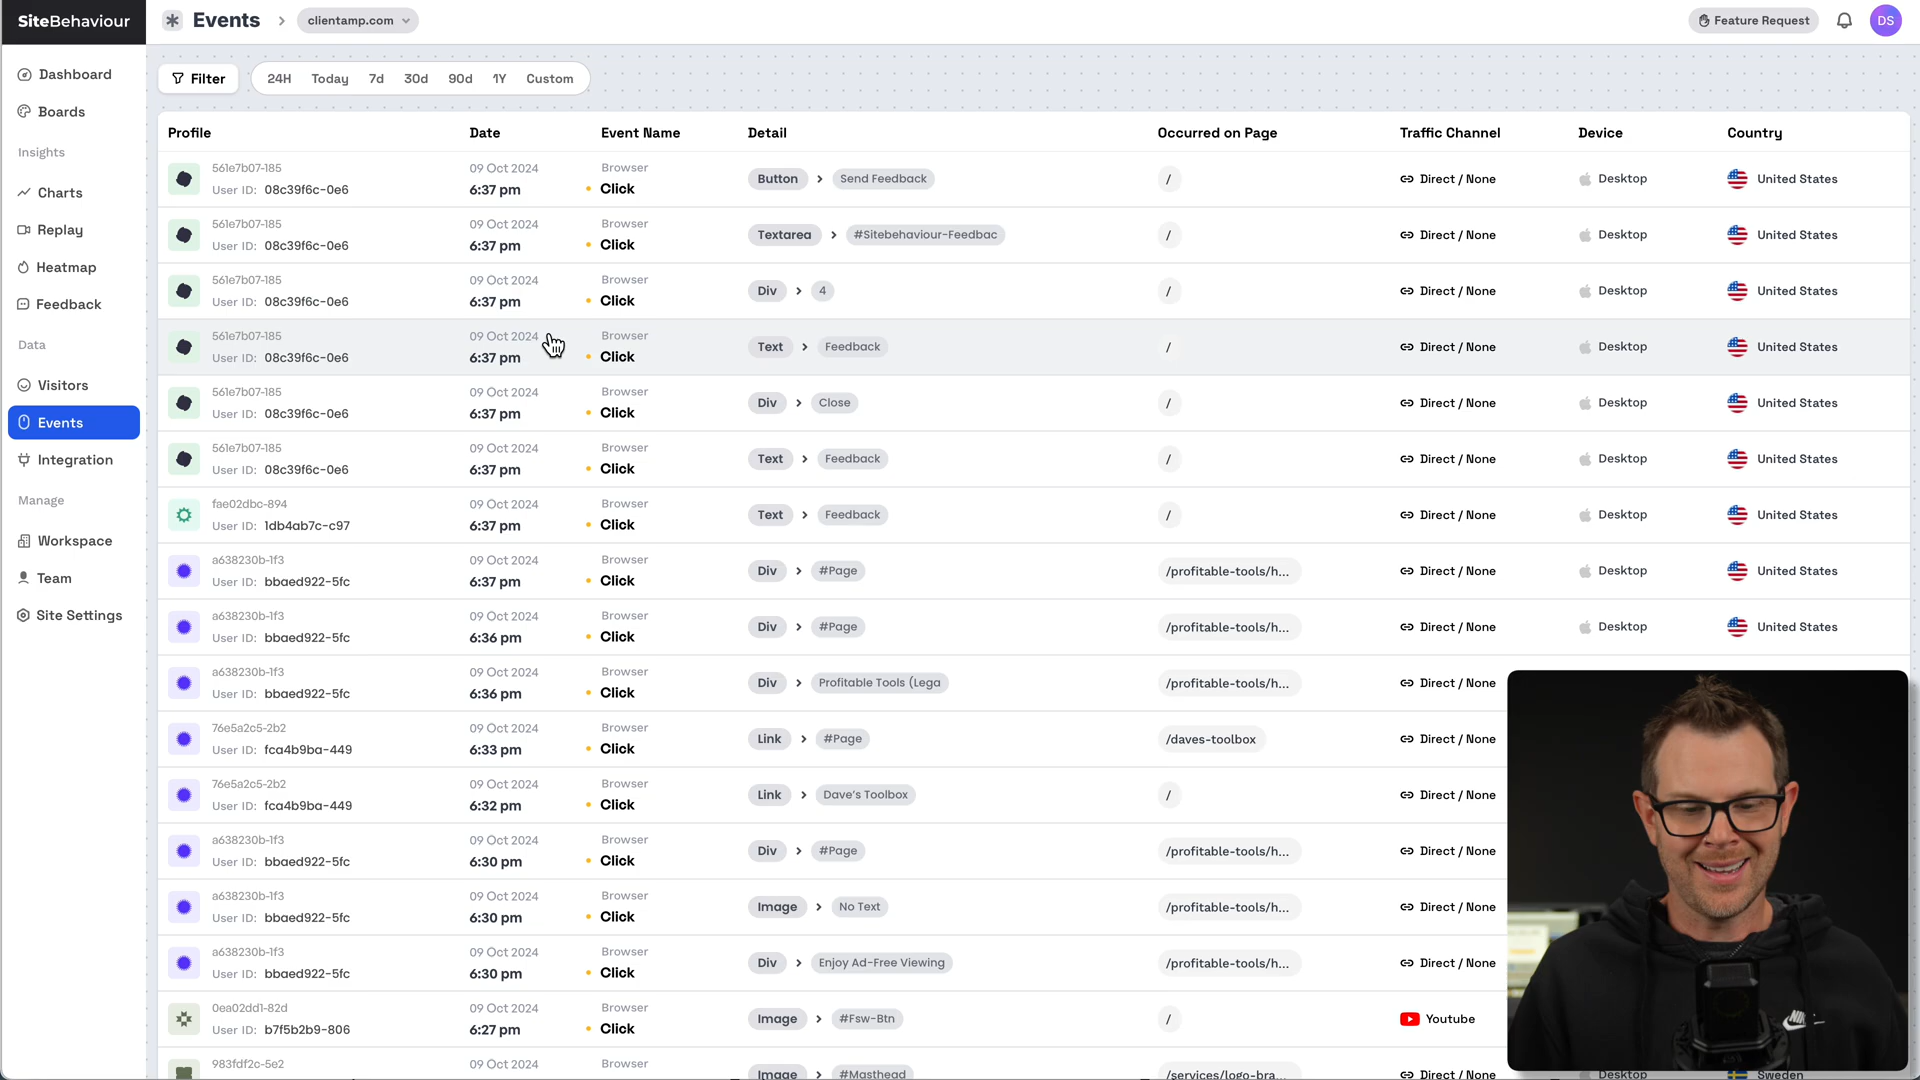 SiteBehaviour
Events
clientamp.com
Feature Request
DS
Dashboard
Boards
Insights
Charts
Replay
Heatmap
Feedback
Data
Visitors
Events
Integration
Manage
Workspace
Team
Site Settings
Filter
24H Today 7d 30d 90d 1Y Custom
Profile Date Event Name Detail Occurred on Page Traffic Channel Device Country
561e7b07-185 09 Oct 2024 Browser
User ID: 08c39f6c-0e6 6:37 pm Click Button Send Feedback / Direct / None Desktop United States
561e7b07-185 09 Oct 2024 Browser
User ID: 08c39f6c-0e6 6:37 pm Click Textarea #Sitebehaviour-Feedbac / Direct / None Desktop United States
561e7b07-185 09 Oct 2024 Browser
User ID: 08c39f6c-0e6 6:37 pm Click Div 4 / Direct / None Desktop United States
561e7b07-185 09 Oct 2024 Browser
User ID: 08c39f6c-0e6 6:37 pm Click Text Feedback / Direct / None Desktop United States
561e7b07-185 09 Oct 2024 Browser
User ID: 08c39f6c-0e6 6:37 pm Click Div Close / Direct / None Desktop United States
561e7b07-185 09 Oct 2024 Browser
User ID: 08c39f6c-0e6 6:37 pm Click Text Feedback / Direct / None Desktop United States
fae02dbc-894 09 Oct 2024 Browser
User ID: 1db4ab7c-c97 6:37 pm Click Text Feedback / Direct / None Desktop United States
a638230b-1f3 09 Oct 2024 Browser
User ID: bbaed922-5fc 6:37 pm Click Div #Page /profitable-tools/h... Direct / None Desktop United States
a638230b-1f3 09 Oct 2024 Browser
User ID: bbaed922-5fc 6:36 pm Click Div #Page /profitable-tools/h... Direct / None Desktop United States
a638230b-1f3 09 Oct 2024 Browser
User ID: bbaed922-5fc 6:36 pm Click Div Profitable Tools (Lega /profitable-tools/h... Direct / None
76e5a2c5-2b2 09 Oct 2024 Browser
User ID: fca4b9ba-449 6:33 pm Click Link #Page /daves-toolbox Direct / None
76e5a2c5-2b2 09 Oct 2024 Browser
User ID: fca4b9ba-449 6:32 pm Click Link Dave's Toolbox / Direct / None
a638230b-1f3 09 Oct 2024 Browser
User ID: bbaed922-5fc 6:30 pm Click Div #Page /profitable-tools/h... Direct / None
a638230b-1f3 09 Oct 2024 Browser
User ID: bbaed922-5fc 6:30 pm Click Image No Text /profitable-tools/h... Direct / None
a638230b-1f3 09 Oct 2024 Browser
User ID: bbaed922-5fc 6:30 pm Click Div Enjoy Ad-Free Viewing /profitable-tools/h... Direct / None
0ea02dd1-82d 09 Oct 2024 Browser
User ID: b7f5b2b9-806 6:27 pm Click Image #Fsw-Btn / Youtube
983fdf2c-5e2 09 Oct 2024 Browser
Image #Masthead /services/logo-bra... Direct / None Desktop Sweden